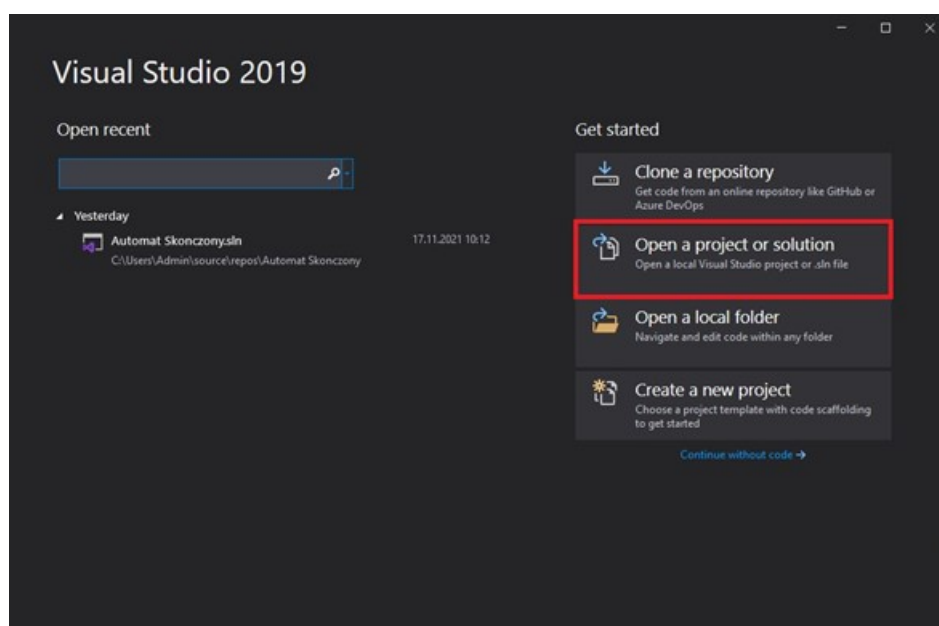 Visual Studio 2019
Open recent
Yesterday
Automat Skonczony.sln
17.11.2021 10:12
C:\Users\Admin\source\repos\Automat Skonczony
Get started
Clone a repository
Get code from an online repository like GitHub or
Azure DevOps
Open a project or solution
Open a local Visual Studio project or .sln file
Open a local folder
Navigate and edit code within any folder
Create a new project
Choose a project template with code scaffolding
to get started
Continue without code →